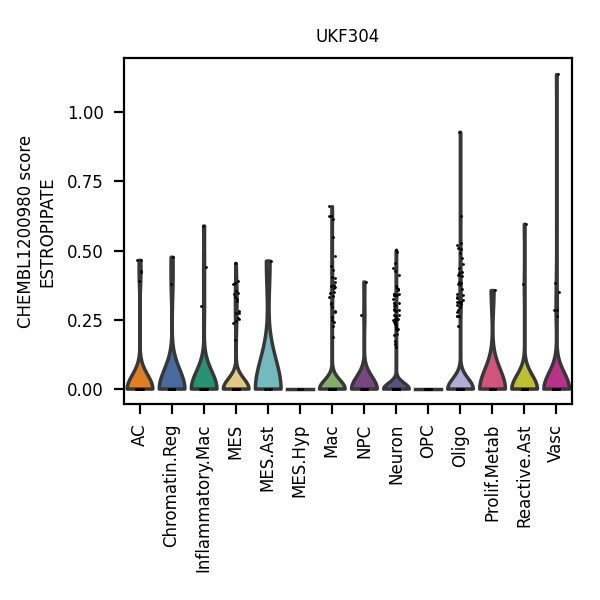 UKF304
CHEMBL1200980 score
ESTROPIPATE
1.00
0.75
0.50
0.25
0.00
AC
Chromatin.Reg
Inflammatory.Mac
MES
MES.Ast
MES.Hyp
Mac
NPC
Neuron
OPC
Oligo
Prolif.Metab
Reactive.Ast
Vasc